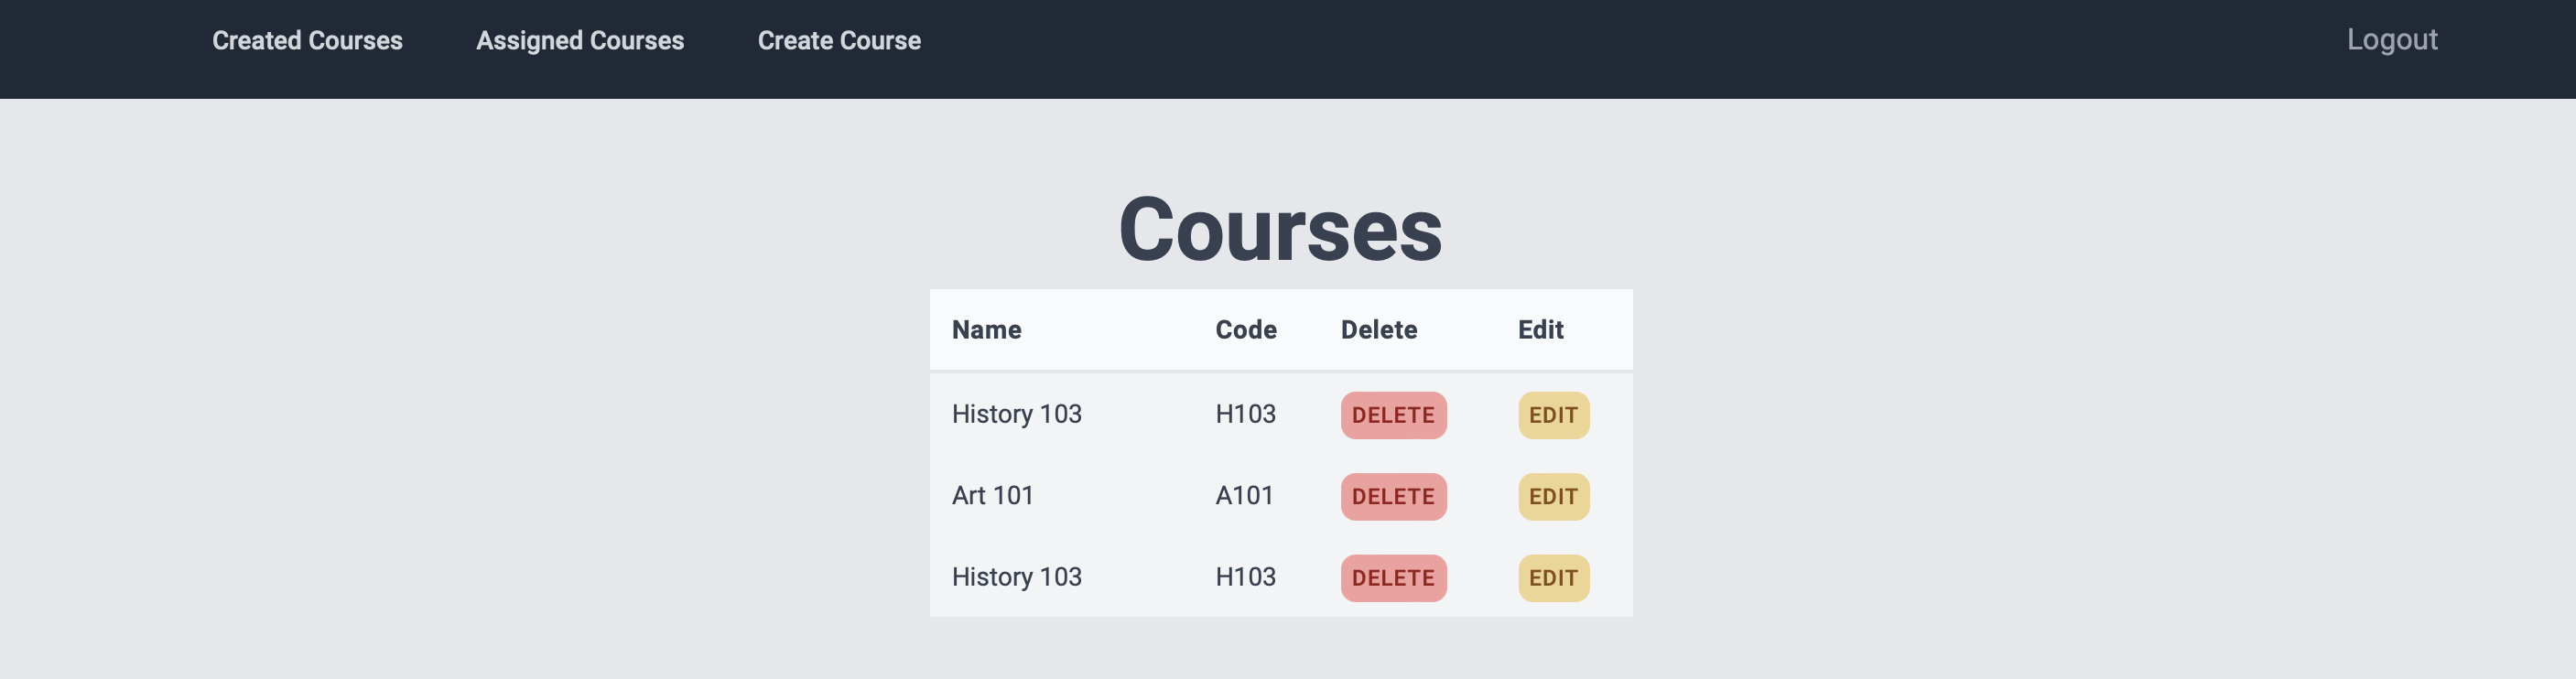 Created Courses Assigned Courses Create Course Logout
Courses
Name Code Delete Edit
History 103 H103 DELETE EDIT
Art 101 A101 DELETE EDIT
History 103 H103 DELETE EDIT